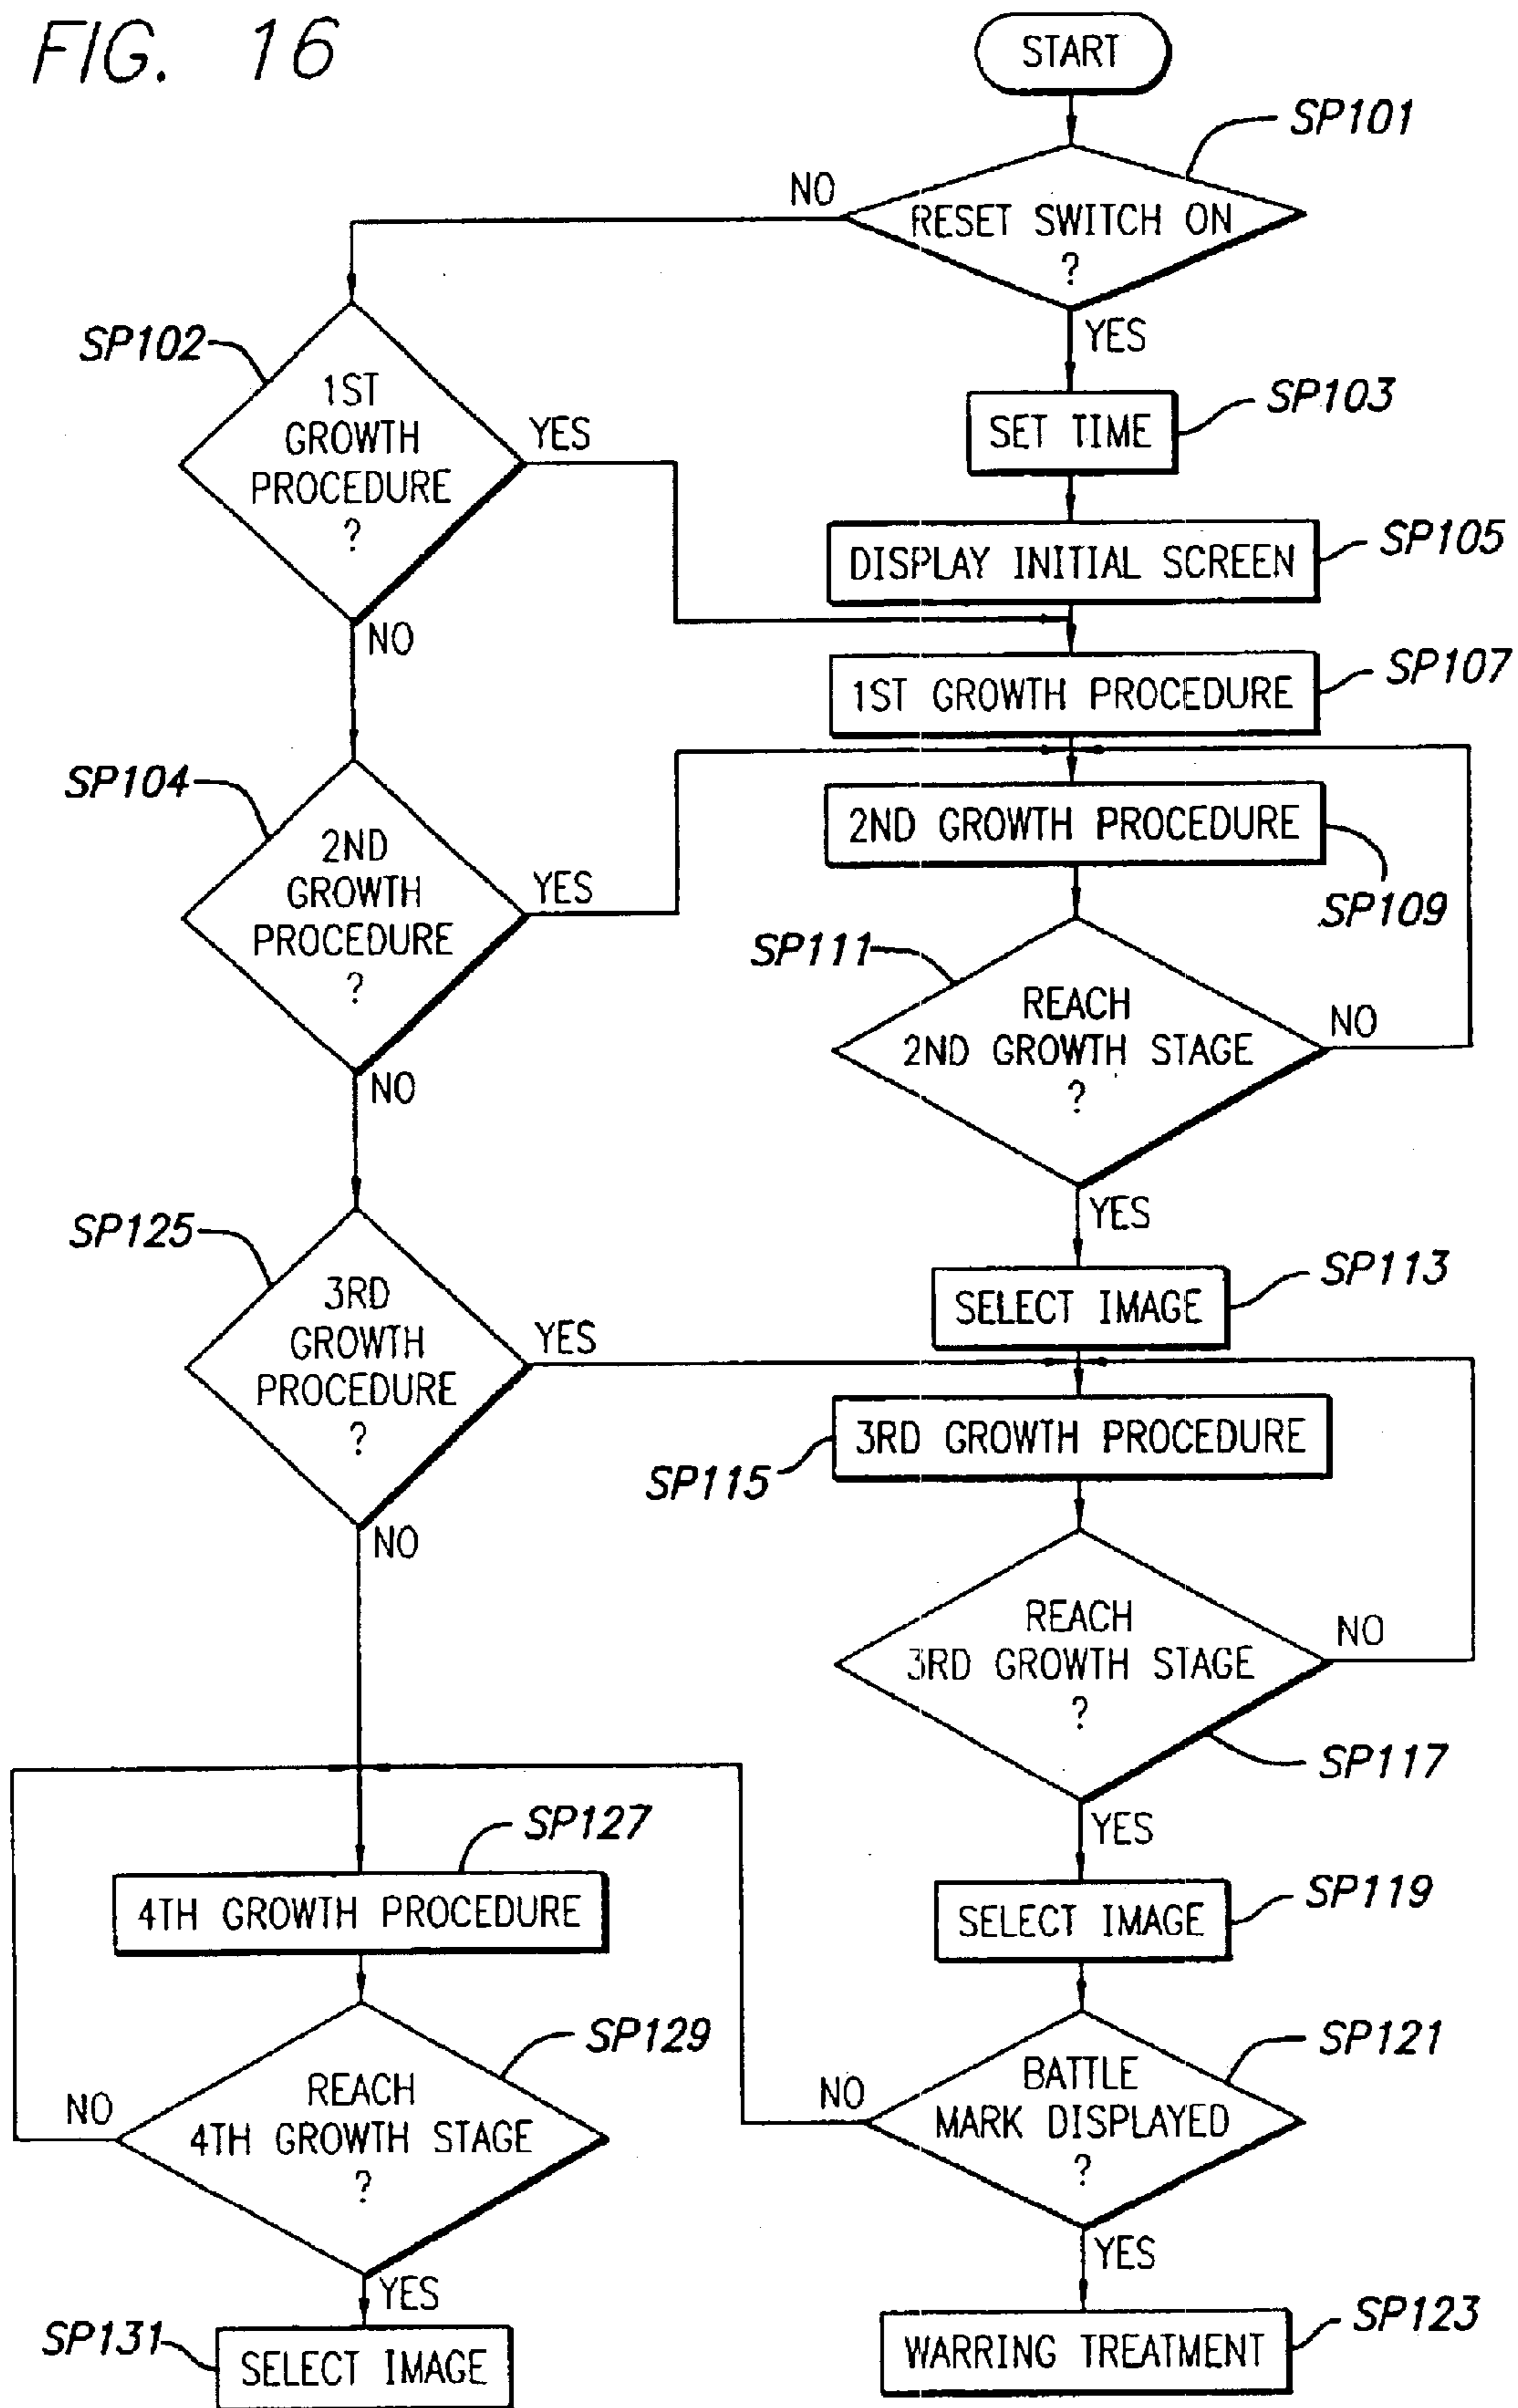 FIG. 16
START
SP101
NO
RESET SWITCH ON
?
YES
SP102
1ST
GROWTH
PROCEDURE
?
YES
NO
SP103
SET TIME
SP105
DISPLAY INITIAL SCREEN
SP107
1ST GROWTH PROCEDURE
SP104
2ND
GROWTH
PROCEDURE
?
YES
NO
2ND GROWTH PROCEDURE
SP109
SP111
REACH
2ND GROWTH STAGE
?
NO
YES
SP125
3RD
GROWTH
PROCEDURE
?
YES
NO
SP113
SELECT IMAGE
3RD GROWTH PROCEDURE
SP115
REACH
3RD GROWTH STAGE
?
NO
SP117
YES
SP127
4TH GROWTH PROCEDURE
SP119
SELECT IMAGE
SP129
REACH
4TH GROWTH STAGE
?
NO
YES
SP121
BATTLE
MARK DISPLAYED
?
NO
YES
SP131
SELECT IMAGE
SP123
WARRING TREATMENT